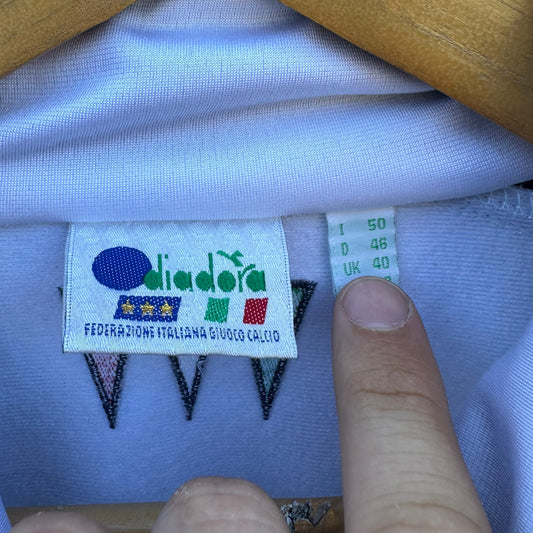 diadora
FEDERAZIONE ITALIANA GIUOCO CALCIO
I 50
D 46
UK 40